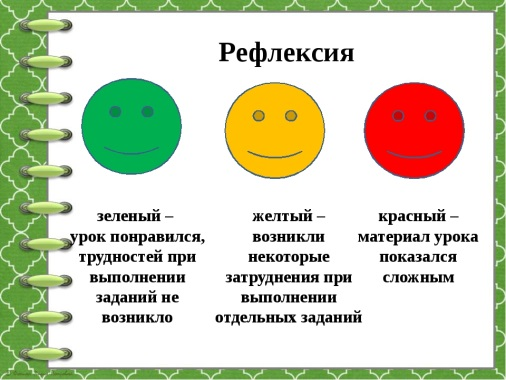 Рефлексия
зеленый –
урок понравился,
трудностей при
выполнении
заданий не
возникло
желтый –
возникли
некоторые
затруднения при
выполнении
отдельных заданий
красный –
материал урока
показался
сложным